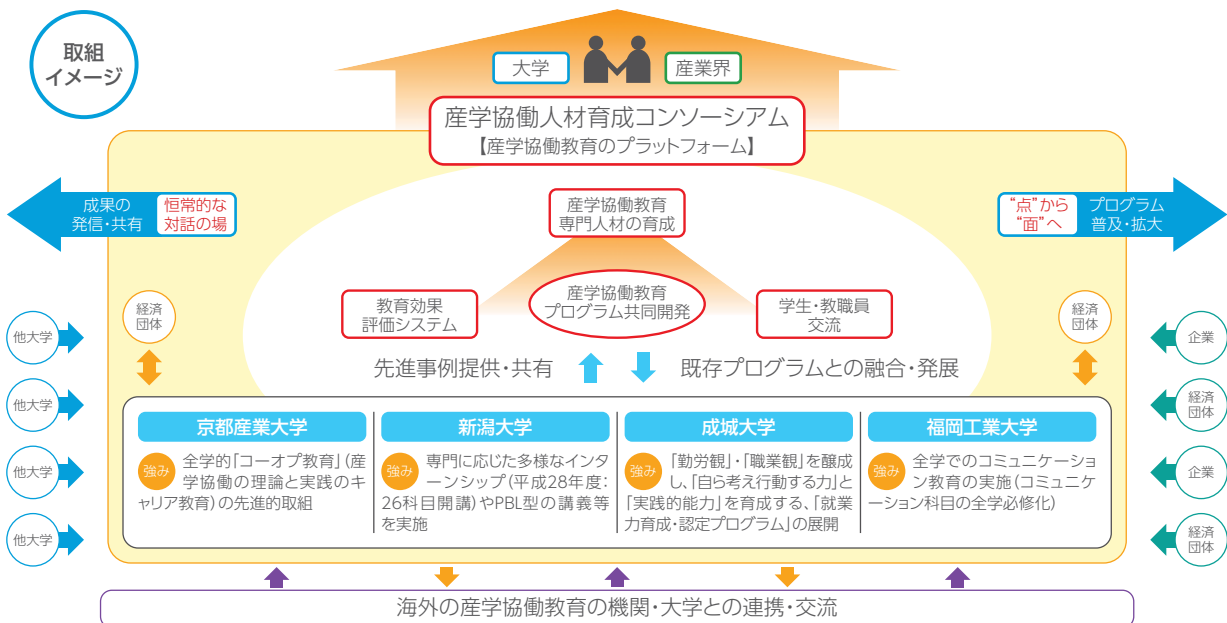 取組
イメージ
大学
産業界
産学協働人材育成コンソーシアム
【産学協働教育のプラットフォーム】
成果の
発信・共有
恒常的な
対話の場
“点”から
“面”へ
プログラム
普及・拡大
産学協働教育
専門人材の育成
教育効果
評価システム
産学協働教育
プログラム共同開発
学生・教職員
交流
経済
団体
経済
団体
先進事例提供・共有
既存プログラムとの融合・発展
他大学
他大学
他大学
他大学
企業
経済
団体
企業
経済
団体
京都産業大学
強み
全学的「コーオプ教育」(産
学協働の理論と実践のキ
ャリア教育)の先進的取組
新潟大学
強み
専門に応じた多様なインタ
ーンシップ(平成28年度:
26科目開講)やPBL型の講義等
を実施
成城大学
強み
「勤労観」・「職業観」を醸成
し、「自ら考え行動する力」と
「実践的能力」を育成する、「就業
力育成・認定プログラム」の展開
福岡工業大学
強み
全学でのコミュニケーショ
ン教育の実施(コミュニケ
ーション科目の全学必修化)
海外の産学協働教育の機関・大学との連携・交流